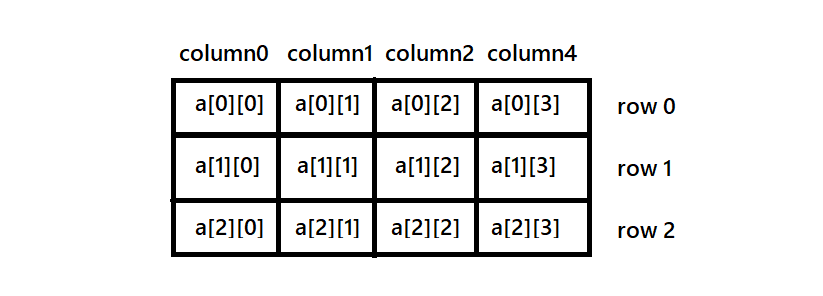 column0 column1 column2 column4
a[0][0] a[0][1] a[0][2] a[0][3] row 0
a[1][0] a[1][1] a[1][2] a[1][3] row 1
a[2][0] a[2][1] a[2][2] a[2][3] row 2